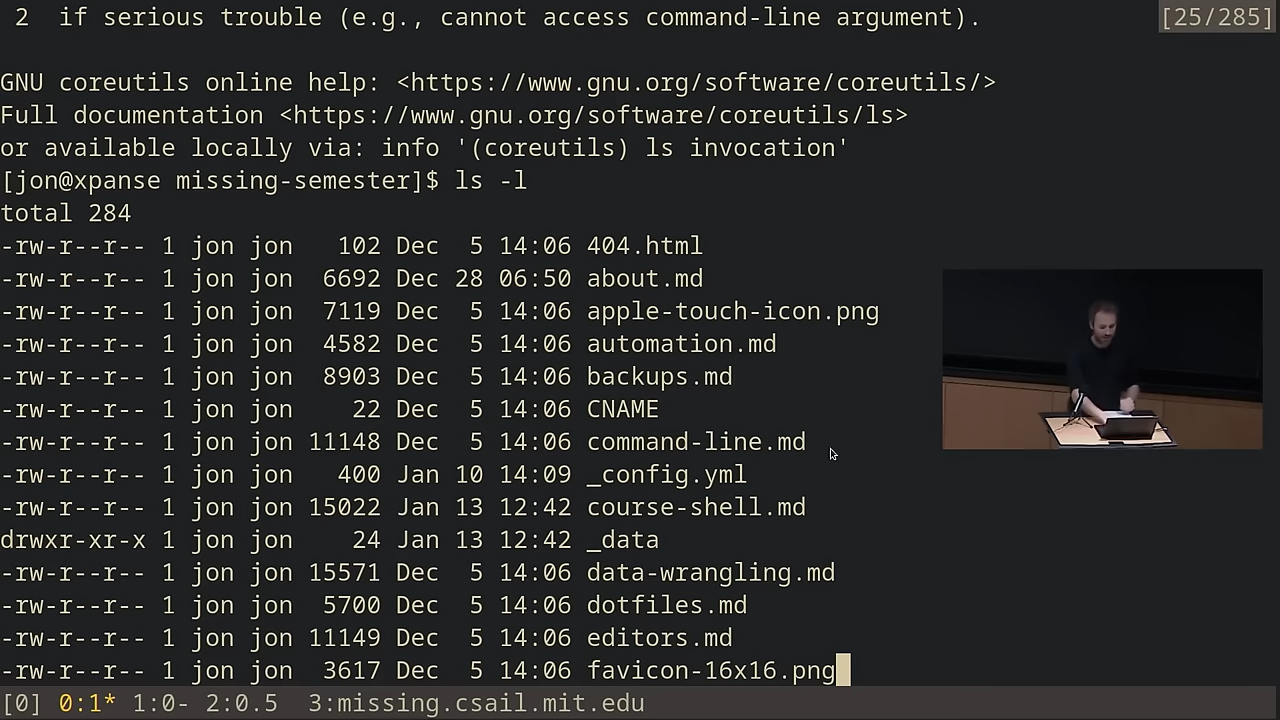 2  if serious trouble (e.g., cannot access command-line argument). [25/285]
GNU coreutils online help: <https://www.gnu.org/software/coreutils/>
Full documentation <https://www.gnu.org/software/coreutils/ls>
or available locally via: info '(coreutils) ls invocation'
[jon@xpanse missing-semester]$ ls -l
total 284
-rw-r--r-- 1 jon jon   102 Dec  5 14:06 404.html
-rw-r--r-- 1 jon jon  6692 Dec 28 06:50 about.md
-rw-r--r-- 1 jon jon  7119 Dec  5 14:06 apple-touch-icon.png
-rw-r--r-- 1 jon jon  4582 Dec  5 14:06 automation.md
-rw-r--r-- 1 jon jon  8903 Dec  5 14:06 backups.md
-rw-r--r-- 1 jon jon    22 Dec  5 14:06 CNAME
-rw-r--r-- 1 jon jon 11148 Dec  5 14:06 command-line.md
-rw-r--r-- 1 jon jon   400 Jan 10 14:09 _config.yml
-rw-r--r-- 1 jon jon 15022 Jan 13 12:42 course-shell.md
drwxr-xr-x 1 jon jon    24 Jan 13 12:42 _data
-rw-r--r-- 1 jon jon 15571 Dec  5 14:06 data-wrangling.md
-rw-r--r-- 1 jon jon  5700 Dec  5 14:06 dotfiles.md
-rw-r--r-- 1 jon jon 11149 Dec  5 14:06 editors.md
-rw-r--r-- 1 jon jon  3617 Dec  5 14:06 favicon-16x16.png
[0] 0:1* 1:0- 2:0.5  3:missing.csail.mit.edu